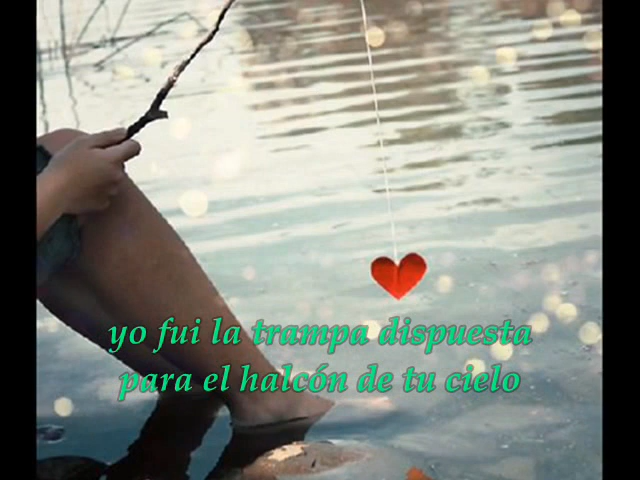 yo fui la trampa dispuesta
para el halcón de tu cielo